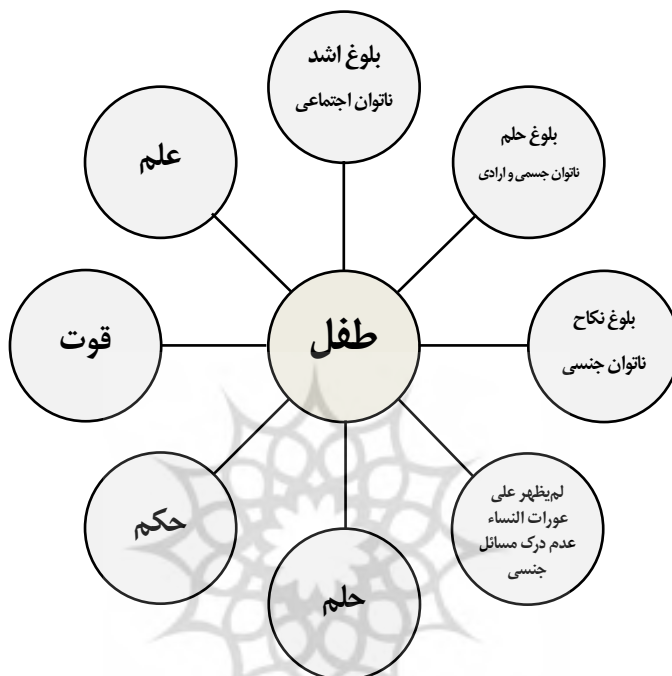 بلوغ اشد
ناتوان اجتماعی
بلوغ حلم
ناتوان جسمی و ارادی
بلوغ نکاح
ناتوان جنسی
لم‌یظهر علی
عورات النساء
عدم درک مسائل
جنسی
حلم
حکم
قوت
علم
طفل